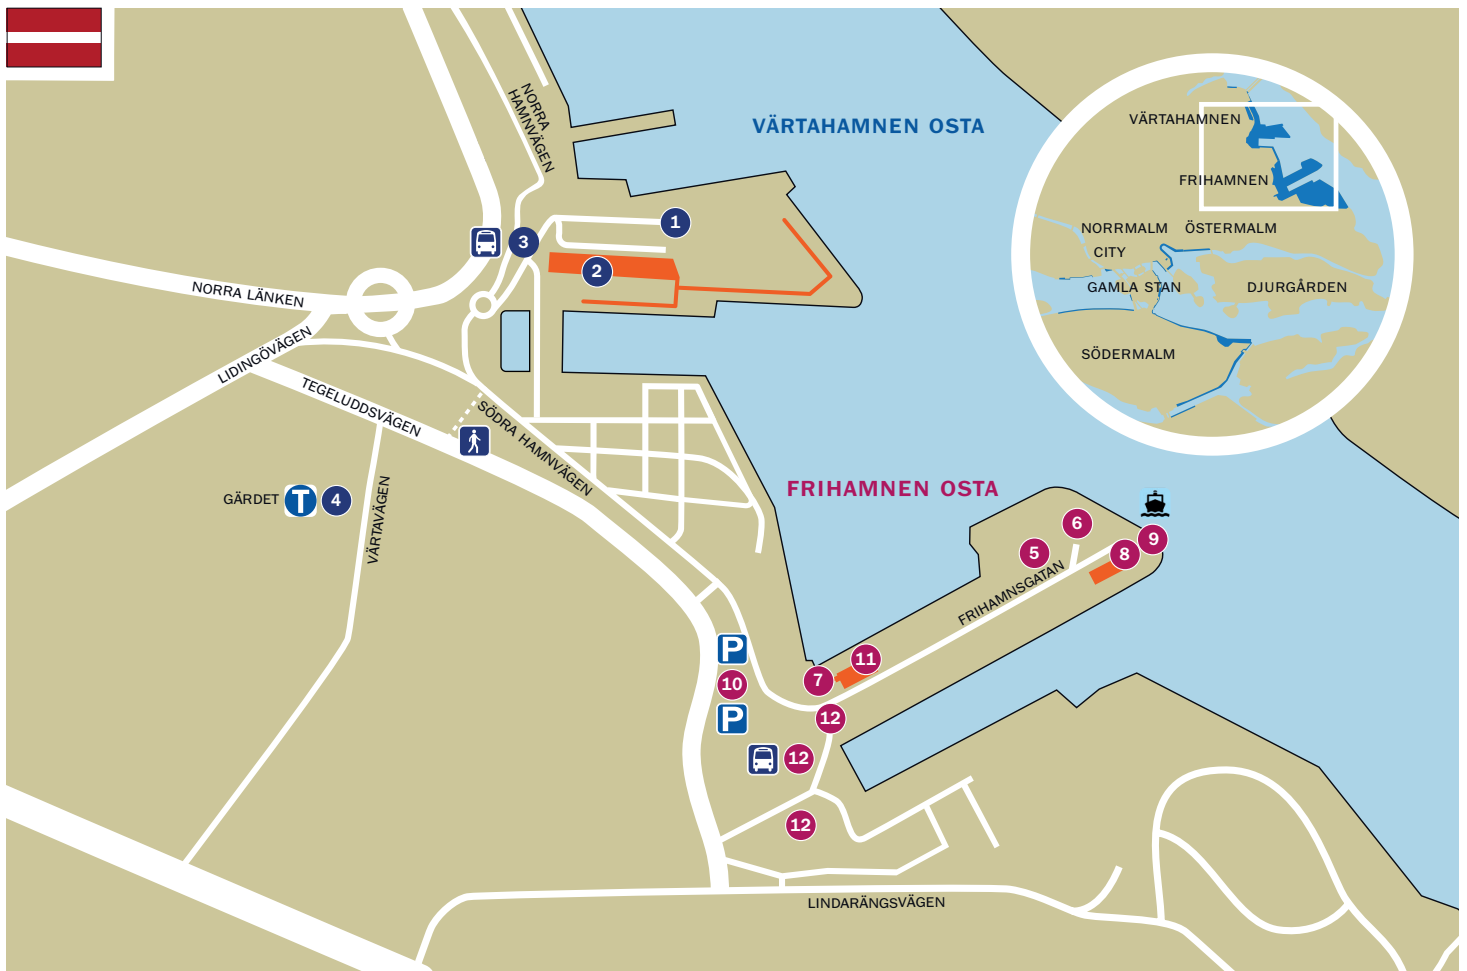 NORRA
HAMNVÄGEN
VÄRTAHAMNEN OSTA
VÄRTAHAMNEN
FRIHAMNEN
NORRMALM
ÖSTERMALM
CITY
GAMLA STAN
DJURGÅRDEN
SÖDERMALM
1
3
2
NORRA LÄNKEN
LIDINGÖVÄGEN
TEGELUDDSVÄGEN
SÖDRA HAMNVÄGEN
GÄRDET
T
4
VÄRTAVÄGEN
FRIHAMNEN OSTA
6
5
9
8
FRIHAMNSGATAN
P
11
7
10
P
12
12
12
LINDARÄNGSVÄGEN